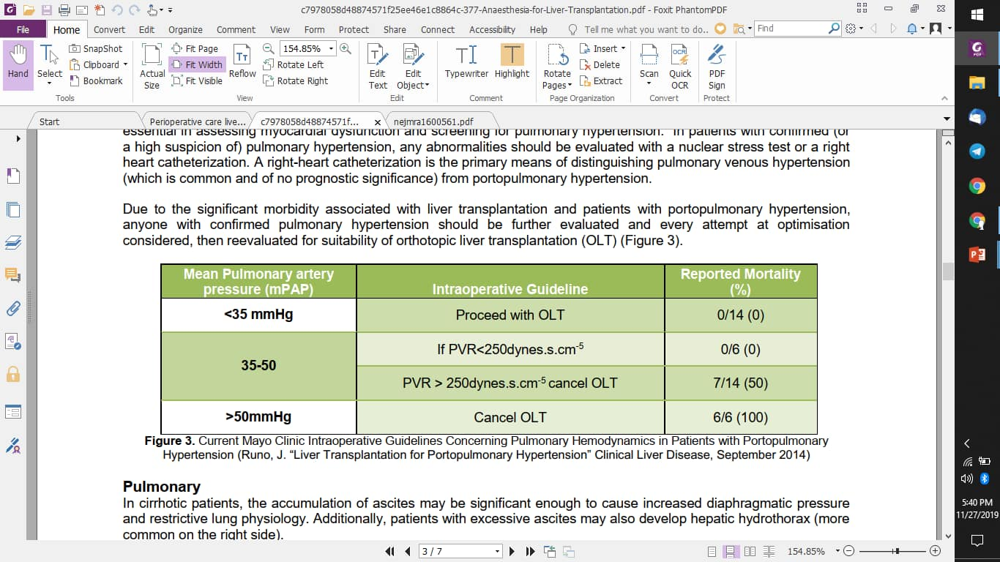 c7978058d48874571f25ee46e1c8864c-377-Anaesthesia-for-Liver-Transplantation.pdf - Foxit PhantomPDF
File Home Convert Edit Organize Comment View Form Protect Share Connect Accessibility Help Tell me what you want to do.. Find
Hand
Select
SnapShot
Clipboard
Bookmark
Tools
Actual Size
Fit Page
Fit Width
Fit Visible
Reflow
154.85%
Rotate Left
Rotate Right
View
Edit Text
Edit Object
Edit
Typewriter
Highlight
Comment
Rotate Pages
Insert
Delete
Extract
Page Organization
Scan
Quick OCR
Convert
PDF Sign
Protect
Start
Perioperative care live...
c7978058d48874571f...
nejmra1600561.pdf
essential in assessing myocardial dysfunction and screening for pulmonary hypertension. In patients with confirmed (or
a high suspicion of) pulmonary hypertension, any abnormalities should be evaluated with a nuclear stress test or a right
heart catheterization. A right-heart catheterization is the primary means of distinguishing pulmonary venous hypertension
(which is common and of no prognostic significance) from portopulmonary hypertension.
Due to the significant morbidity associated with liver transplantation and patients with portopulmonary hypertension,
anyone with confirmed pulmonary hypertension should be further evaluated and every attempt at optimisation
considered, then reevaluated for suitability of orthotopic liver transplantation (OLT) (Figure 3).
Mean Pulmonary artery pressure (mPAP) Intraoperative Guideline Reported Mortality (%)
<35 mmHg Proceed with OLT 0/14 (0)
35-50 If PVR<250dynes.s.cm-5 0/6 (0)
PVR > 250dynes.s.cm-5 cancel OLT 7/14 (50)
>50mmHg Cancel OLT 6/6 (100)
Figure 3. Current Mayo Clinic Intraoperative Guidelines Concerning Pulmonary Hemodynamics in Patients with Portopulmonary
Hypertension (Runo, J. “Liver Transplantation for Portopulmonary Hypertension” Clinical Liver Disease, September 2014)
Pulmonary
In cirrhotic patients, the accumulation of ascites may be significant enough to cause increased diaphragmatic pressure
and restrictive lung physiology. Additionally, patients with excessive ascites may also develop hepatic hydrothorax (more
common on the right side).
3 / 7
154.85%
5:40 PM
11/27/2019